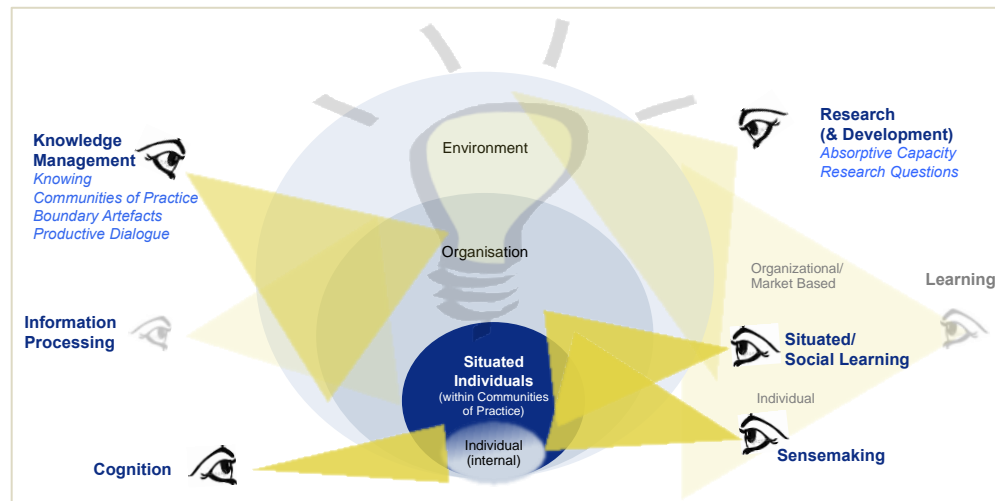 Knowledge
Management
Knowing
Communities of Practice
Boundary Artefacts
Productive Dialogue
Information
Processing
Cognition
Environment
Organisation
Situated
Individuals
(within Communities
of Practice)
Individual
(internal)
Research
(& Development)
Absorptive Capacity
Research Questions
Organizational/
Market Based
Learning
Situated/
Social Learning
Individual
Sensemaking